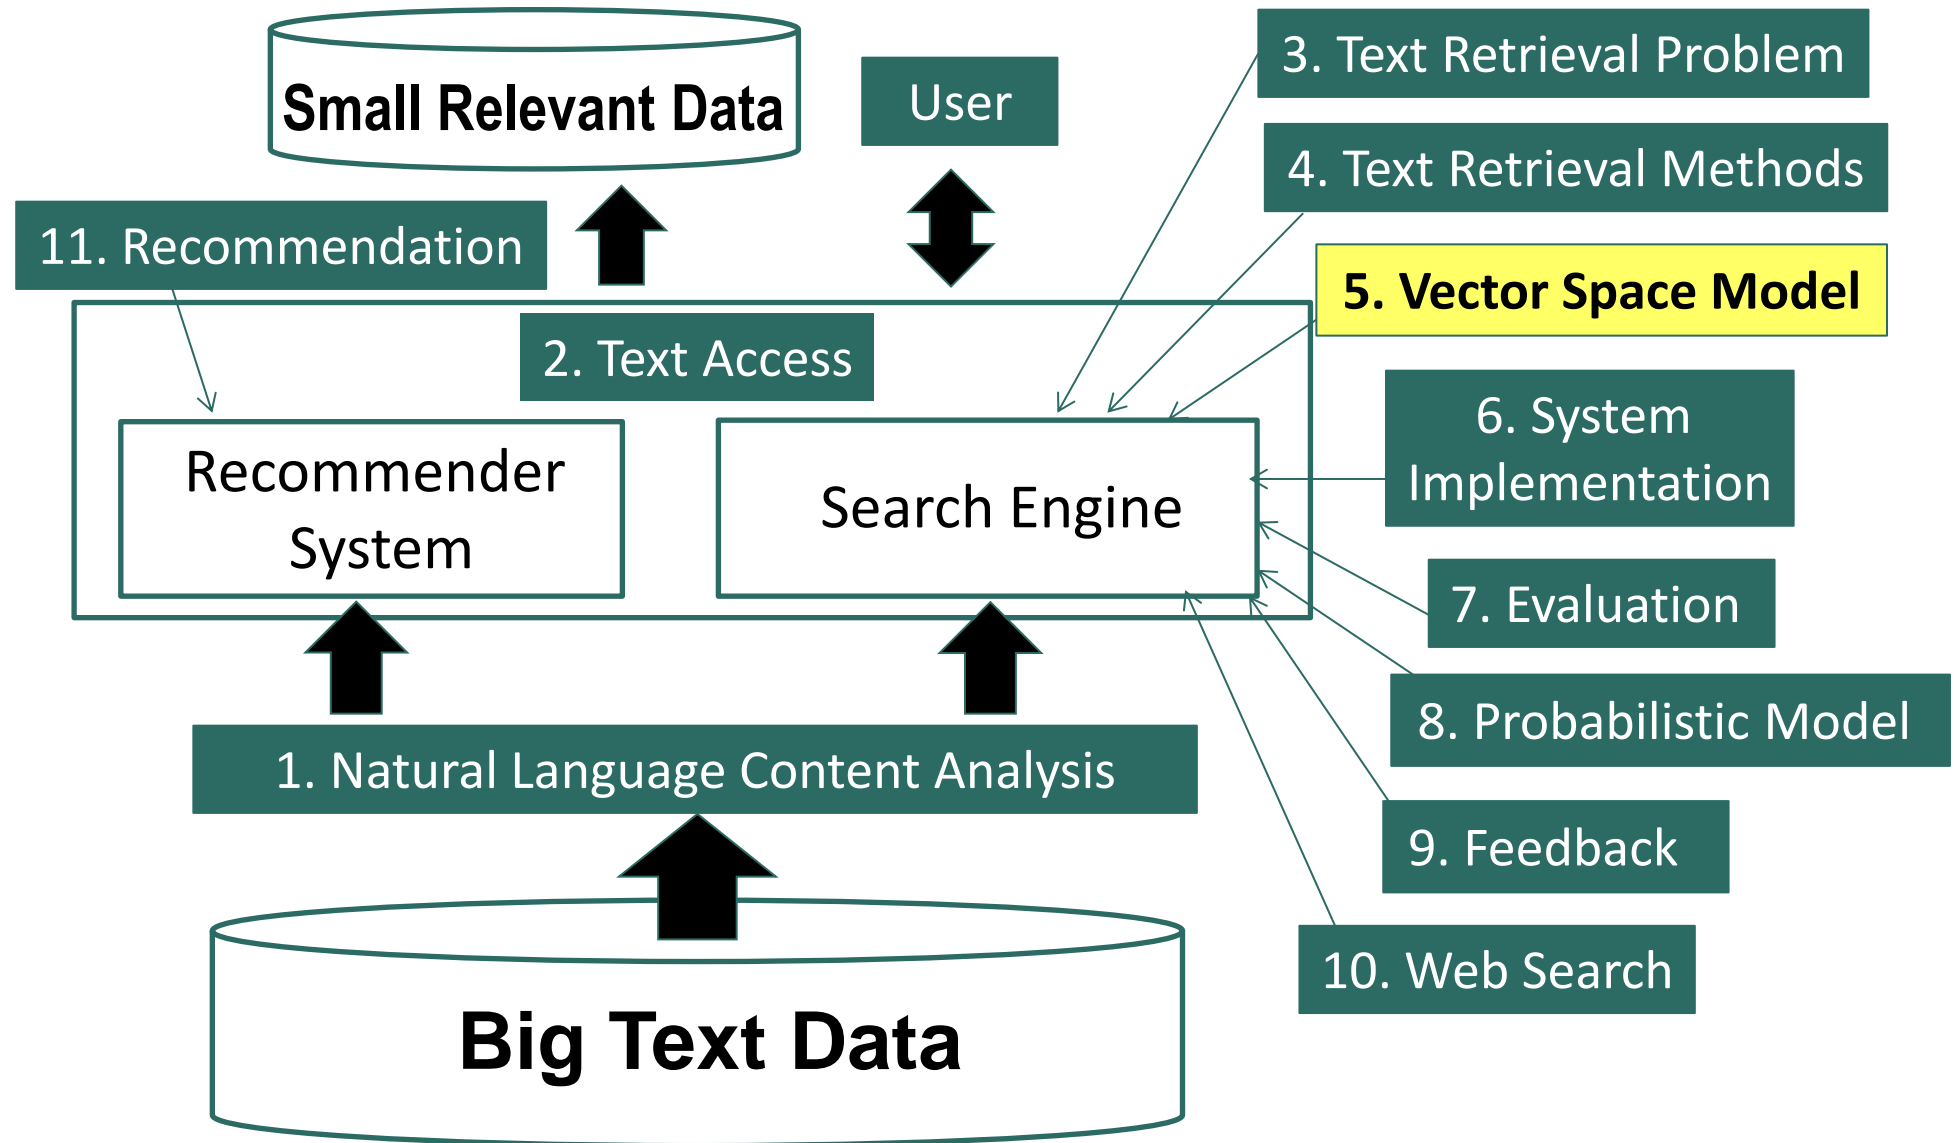 Small Relevant Data
User
3. Text Retrieval Problem
4. Text Retrieval Methods
11. Recommendation
5. Vector Space Model
2. Text Access
6. System
Implementation
Recommender
System
Search Engine
7. Evaluation
8. Probabilistic Model
1. Natural Language Content Analysis
9. Feedback
10. Web Search
Big Text Data